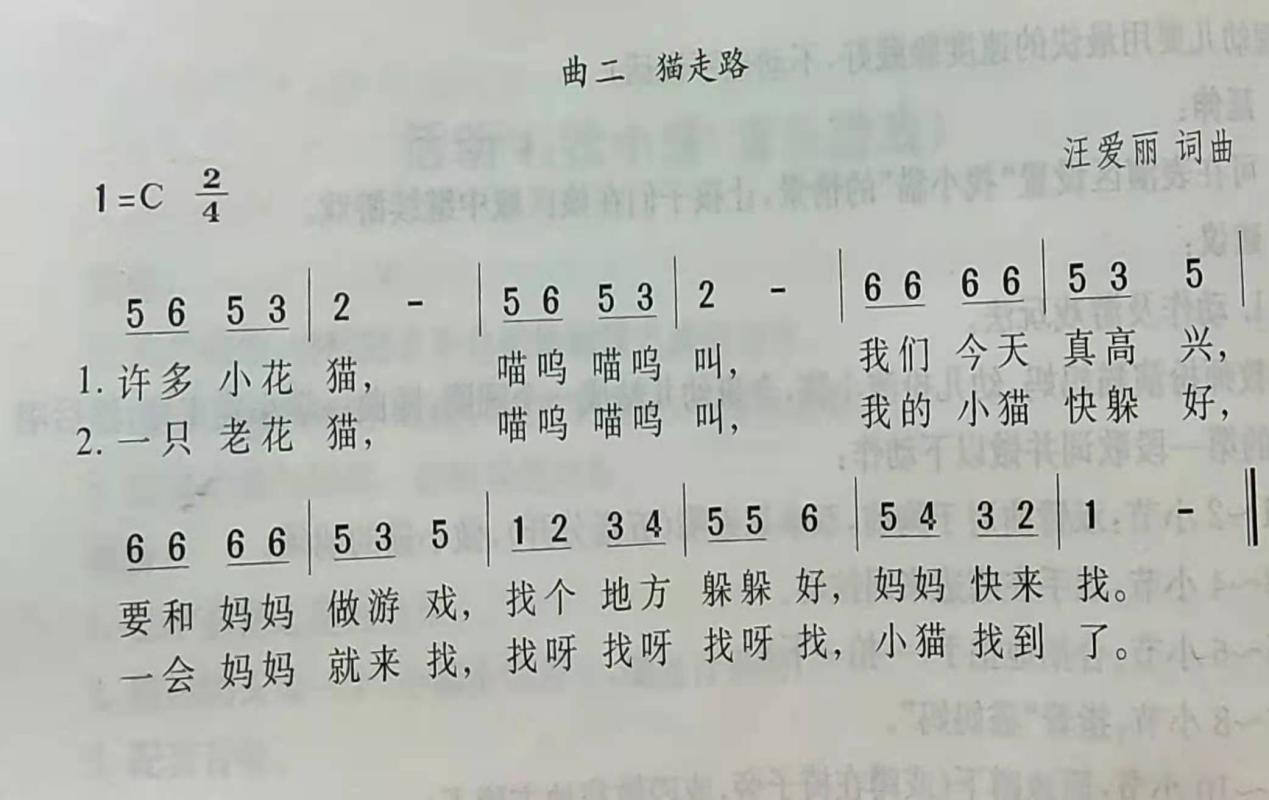 曲二 猫走路
汪爱丽 词曲
1=C 2/4
5 6 5 3 | 2 - | 5 6 5 3 | 2 - | 6 6 6 6 | 5 3 5 |
1. 许多 小花 猫， 喵呜 喵呜 叫， 我们 今天 真高 兴，
2. 一只 老花 猫， 喵呜 喵呜 叫， 我的 小猫 快躲 好，
6 6 6 6 | 5 3 5 | 1 2 3 4 | 5 5 6 | 5 4 3 2 | 1 - ‖
要和 妈妈 做游 戏， 找个 地方 躲躲 好， 妈妈 快来 找。
一会 妈妈 就来 找， 找呀 找呀 找呀 找， 小猫 找到 了。